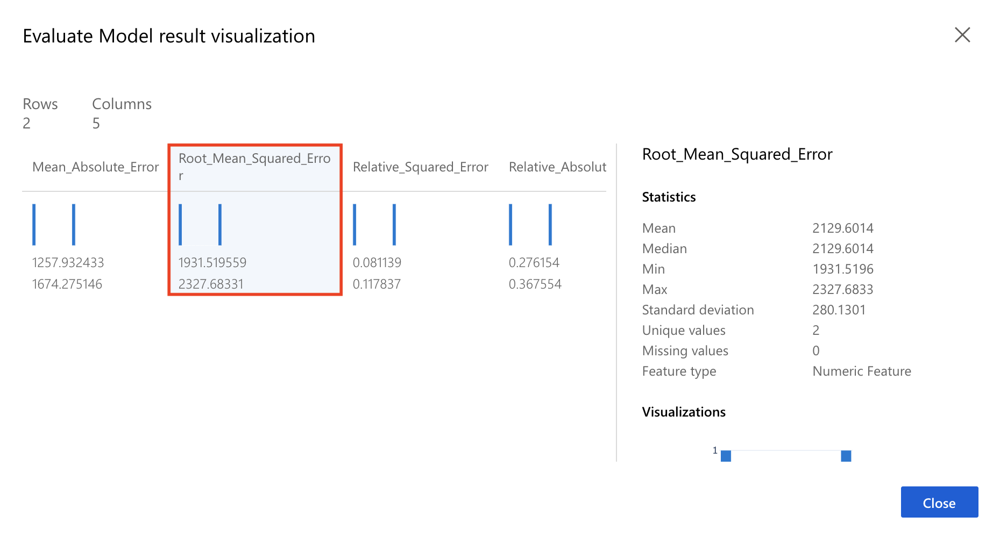 Evaluate Model result visualization
Rows Columns
2 5
Mean_Absolute_Error
Root_Mean_Squared_Erro
r
Relative_Squared_Error
Relative_Absolut
1257.932433 1931.519559 0.081139 0.276154
1674.275146 2327.68331 0.117837 0.367554
Root_Mean_Squared_Error
Statistics
Mean 2129.6014
Median 2129.6014
Min 1931.5196
Max 2327.6833
Standard deviation 280.1301
Unique values 2
Missing values 0
Feature type Numeric Feature
Visualizations
1
Close